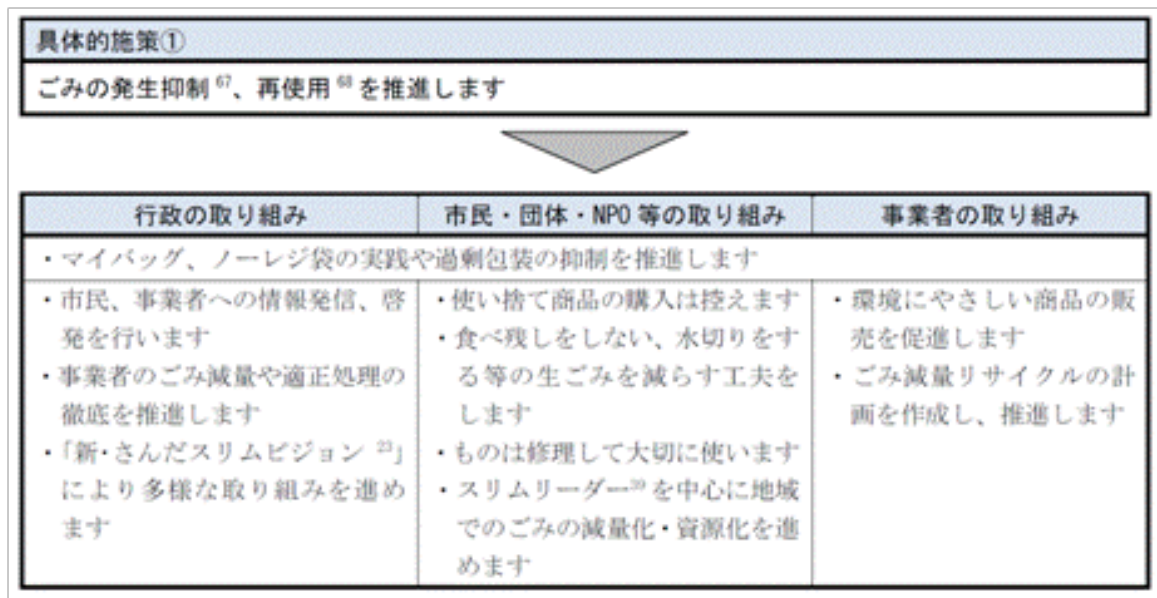 具体的施策①
ごみの発生抑制67、再使用68を推進します
行政の取り組み
市民・団体・NPO等の取り組み
事業者の取り組み
・マイバッグ、ノーレジ袋の実践や過剰包装の抑制を推進します
・市民、事業者への情報発信、啓
発を行います
・事業者のごみ減量や適正処理の
徹底を推進します
・「新・さんだスリムビジョン23」
により多様な取り組みを進め
ます
・使い捨て商品の購入は控えます
・食べ残しをしない、水切りをす
る等の生ごみを減らす工夫を
します
・ものは修理して大切に使います
・スリムリーダー39を中心に地域
でのごみの減量化・資源化を進
めます
・環境にやさしい商品の販
売を促進します
・ごみ減量リサイクルの計
画を作成し、推進します